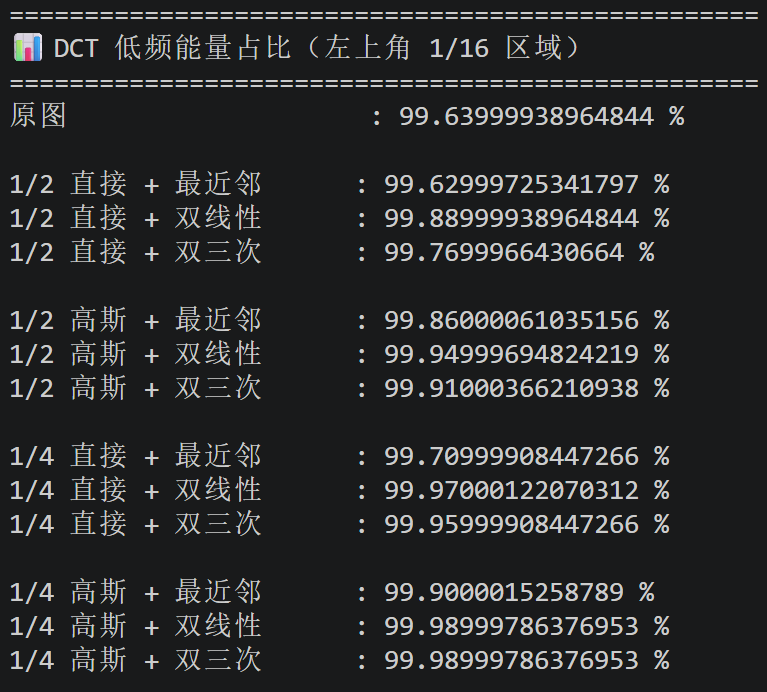 ==================================================
📊 DCT 低频能量占比（左上角 1/16 区域）
==================================================
原图 : 99.63999938964844 %
1/2 直接 + 最近邻 : 99.62999725341797 %
1/2 直接 + 双线性 : 99.88999938964844 %
1/2 直接 + 双三次 : 99.7699966430664 %
1/2 高斯 + 最近邻 : 99.86000061035156 %
1/2 高斯 + 双线性 : 99.94999694824219 %
1/2 高斯 + 双三次 : 99.91000366210938 %
1/4 直接 + 最近邻 : 99.70999908447266 %
1/4 直接 + 双线性 : 99.97000122070312 %
1/4 直接 + 双三次 : 99.95999908447266 %
1/4 高斯 + 最近邻 : 99.9000015258789 %
1/4 高斯 + 双线性 : 99.98999786376953 %
1/4 高斯 + 双三次 : 99.98999786376953 %